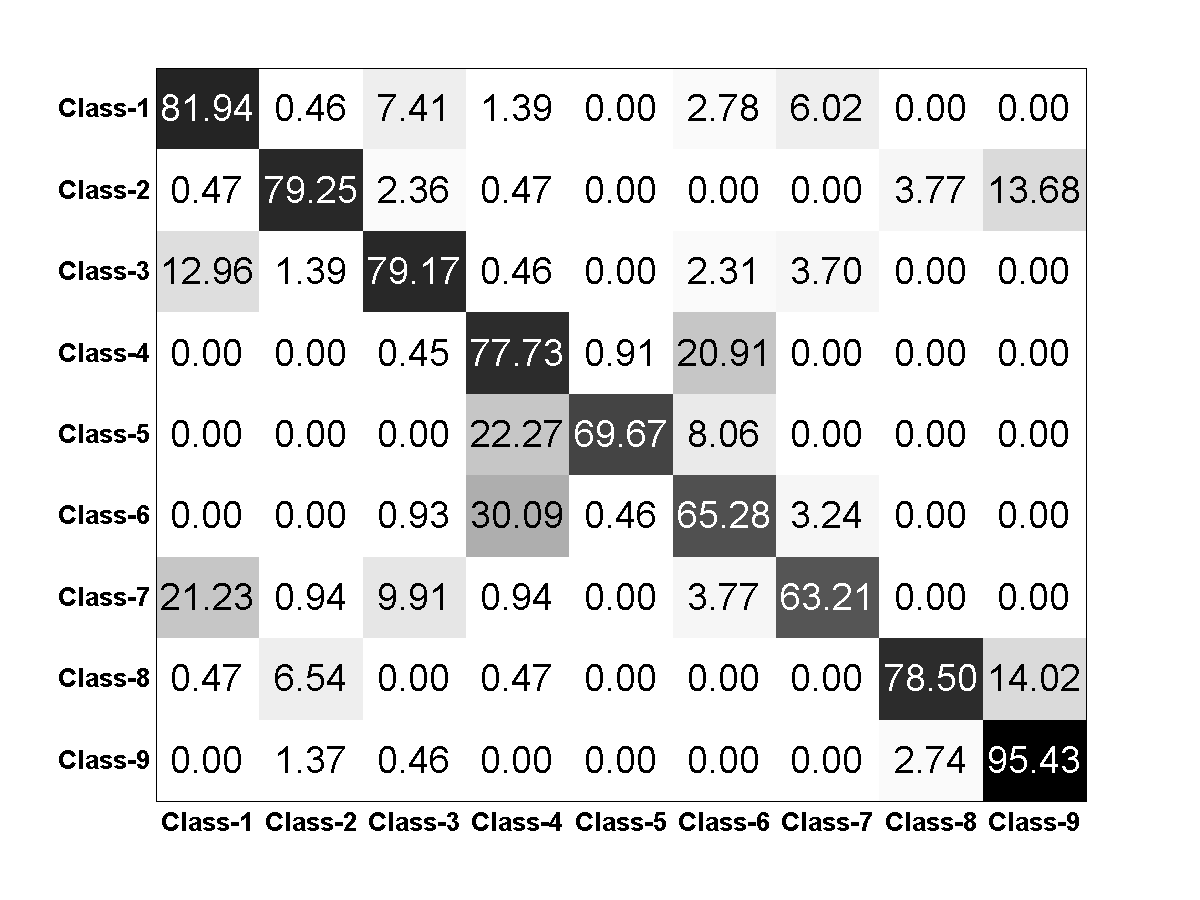 Class-1 81.94 0.46 7.41 1.39 0.00 2.78 6.02 0.00 0.00
Class-2 0.47 79.25 2.36 0.47 0.00 0.00 0.00 3.77 13.68
Class-3 12.96 1.39 79.17 0.46 0.00 2.31 3.70 0.00 0.00
Class-4 0.00 0.00 0.45 77.73 0.91 20.91 0.00 0.00 0.00
Class-5 0.00 0.00 0.00 22.27 69.67 8.06 0.00 0.00 0.00
Class-6 0.00 0.00 0.93 30.09 0.46 65.28 3.24 0.00 0.00
Class-7 21.23 0.94 9.91 0.94 0.00 3.77 63.21 0.00 0.00
Class-8 0.47 6.54 0.00 0.47 0.00 0.00 0.00 78.50 14.02
Class-9 0.00 1.37 0.46 0.00 0.00 0.00 0.00 2.74 95.43
Class-1 Class-2 Class-3 Class-4 Class-5 Class-6 Class-7 Class-8 Class-9